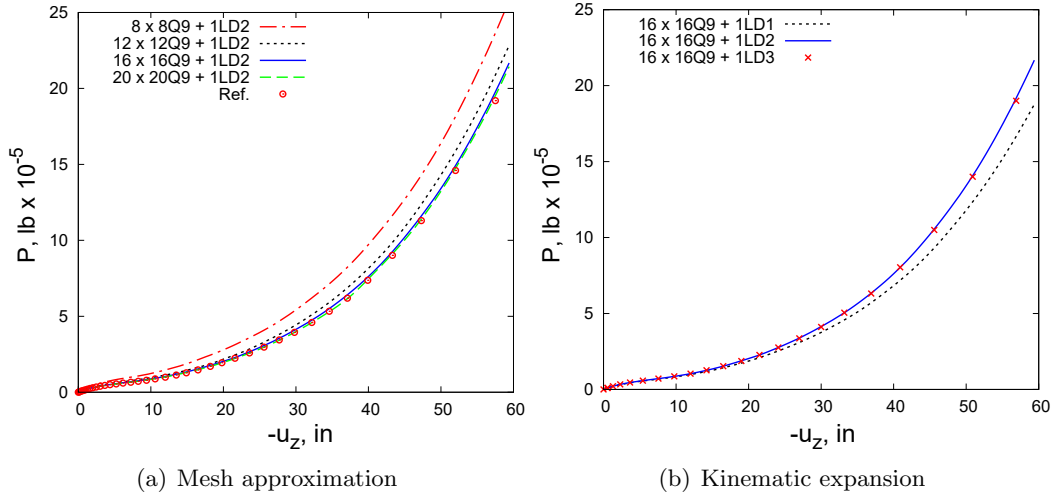 8 x 8Q9 + 1LD2
12 x 12Q9 + 1LD2
16 x 16Q9 + 1LD2
20 x 20Q9 + 1LD2
Ref.
25
20
15
10
5
0
P, lb x 10^-5
0 10 20 30 40 50 60
-u_z, in
(a) Mesh approximation
16 x 16Q9 + 1LD1
16 x 16Q9 + 1LD2
16 x 16Q9 + 1LD3
25
20
15
10
5
0
P, lb x 10^-5
0 10 20 30 40 50 60
-u_z, in
(b) Kinematic expansion